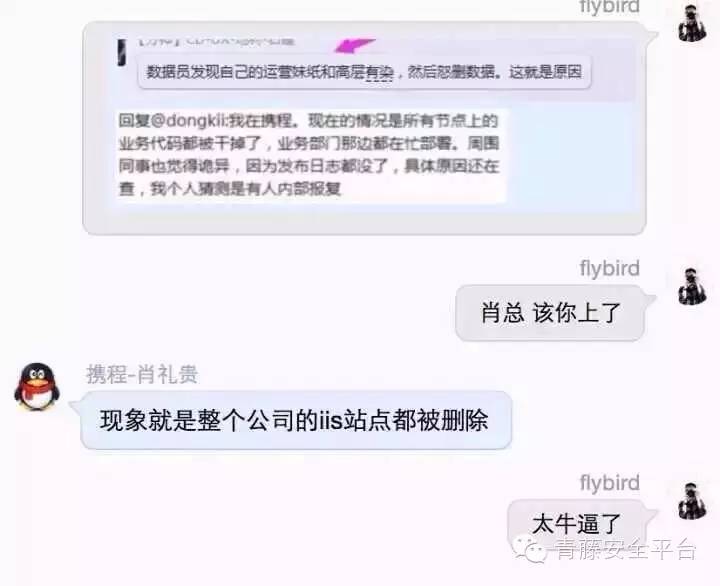 flybird
数据员发现自己的运营妹纸和高层有染，然后怒删数据。这就是原因
回复@dongkii:我在携程。现在的情况是所有节点上的
业务代码都被干掉了，业务部门那边都在忙部署。周围
同事也觉得诡异，因为发布日志都没了，具体原因还在
查，我个人猜测是有人内部报复
flybird
肖总 该你上了
携程-肖礼贵
现象就是整个公司的iis站点都被删除
flybird
太牛逼了
青藤安全平台